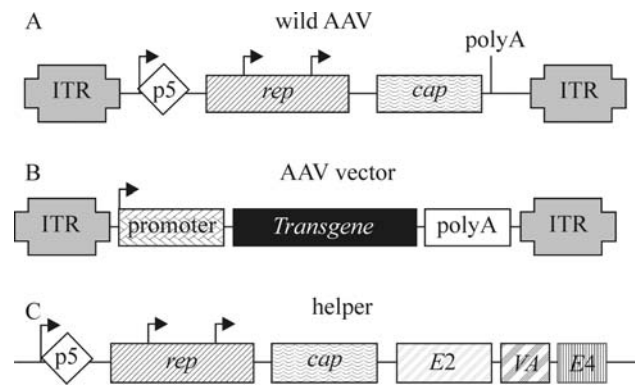 A wild AAV
polyA
ITR p5 rep cap ITR
B AAV vector
ITR promoter Transgene polyA ITR
C helper
p5 rep cap E2 VA E4